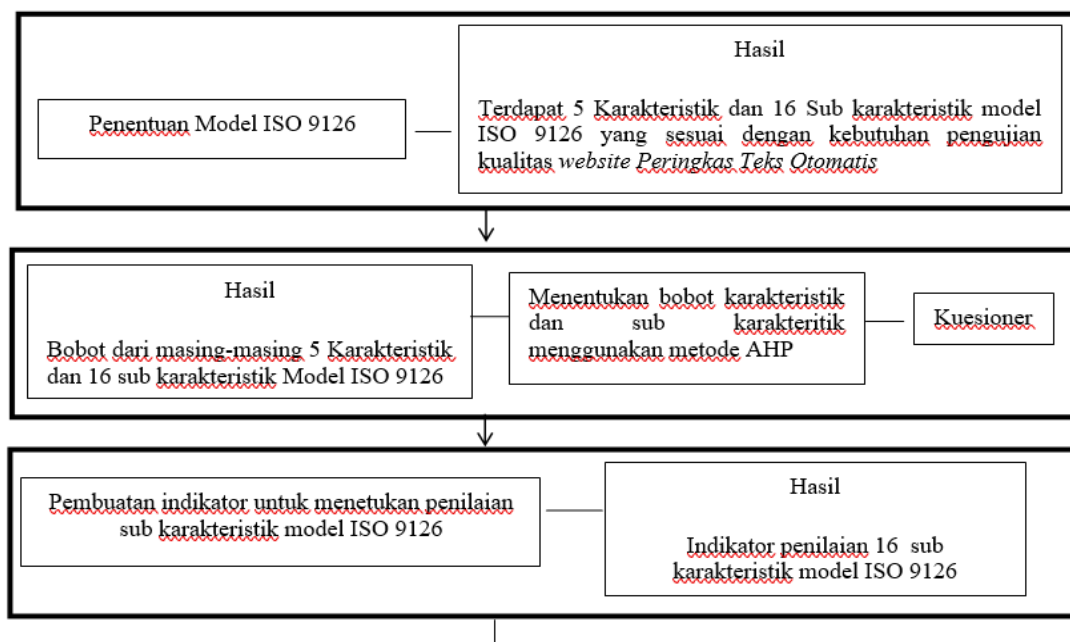 Penentuan Model ISO 9126
Hasil
Terdapat 5 Karakteristik dan 16 Sub karakteristik model
ISO 9126 yang sesuai dengan kebutuhan pengujian
kualitas website Peringkas Teks Otomatis
Hasil
Bobot dari masing-masing 5 Karakteristik
dan 16 sub karakteristik Model ISO 9126
Menentukan bobot karakteristik
dan sub karakteritik
menggunakan metode AHP
Kuesioner
Pembuatan indikator untuk menetukan penilaian
sub karakteristik model ISO 9126
Hasil
Indikator penilaian 16 sub
karakteristik model ISO 9126